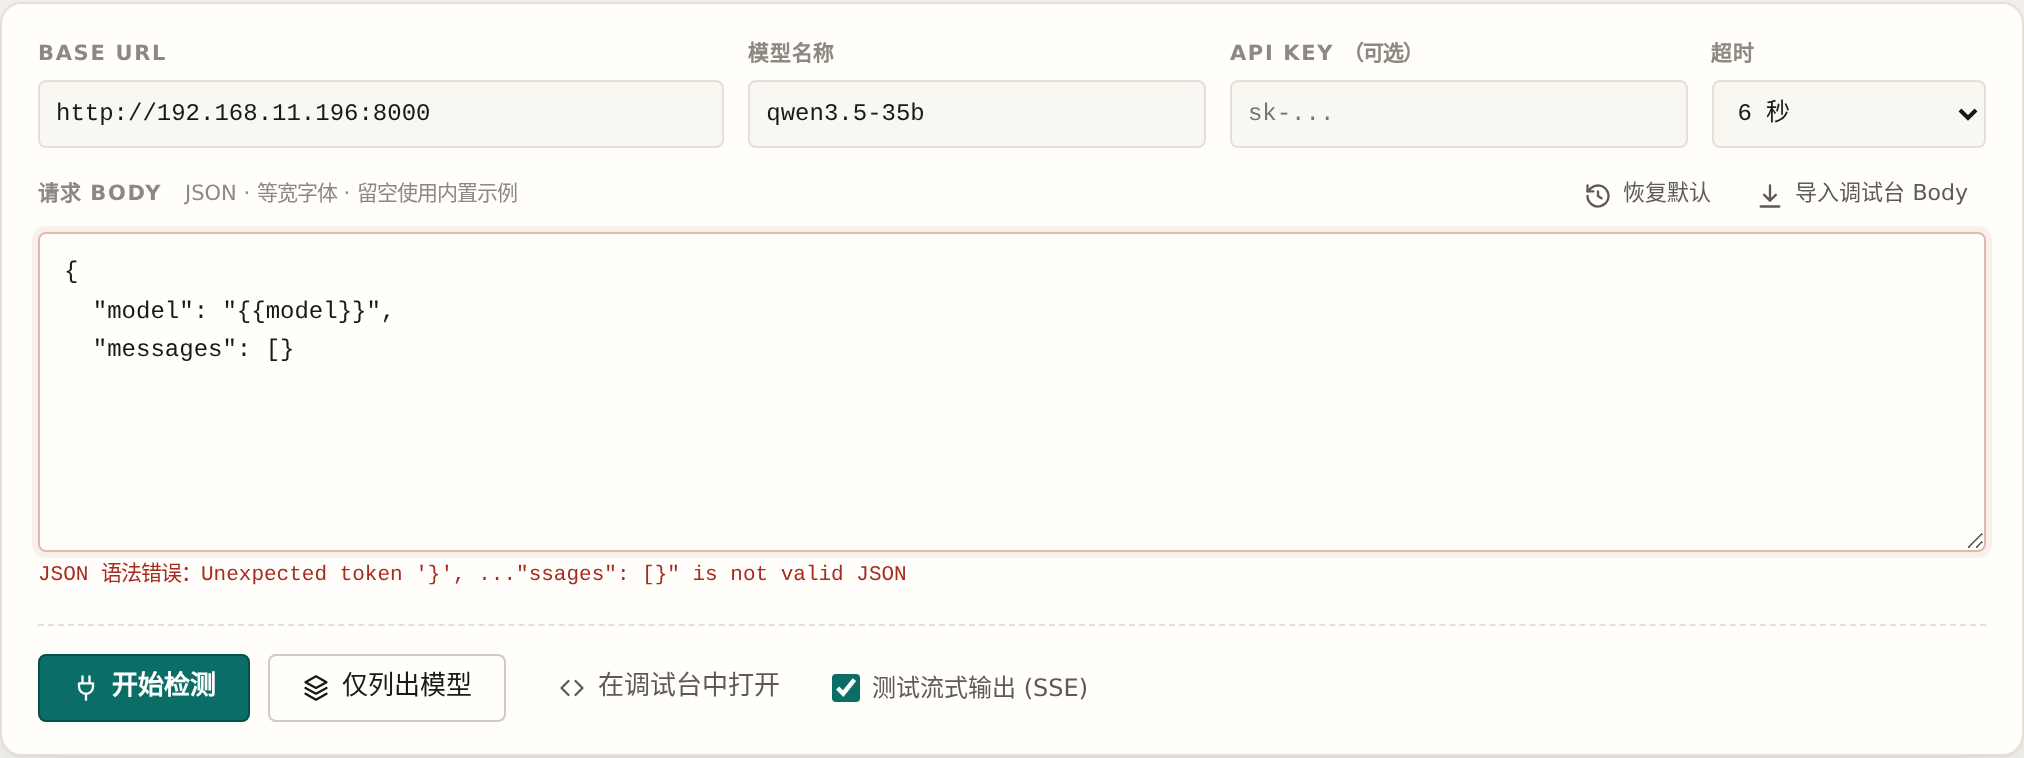 BASE URL
模型名称
API KEY （可选）
超时
http://192.168.11.196:8000
qwen3.5-35b
sk-...
6 秒
请求 BODY JSON · 等宽字体 · 留空使用内置示例
恢复默认
导入调试台 Body
{
  "model": "{{model}}",
  "messages": [}
JSON 语法错误：Unexpected token '}', ..."ssages": [}" is not valid JSON
开始检测
仅列出模型
在调试台中打开
测试流式输出 (SSE)